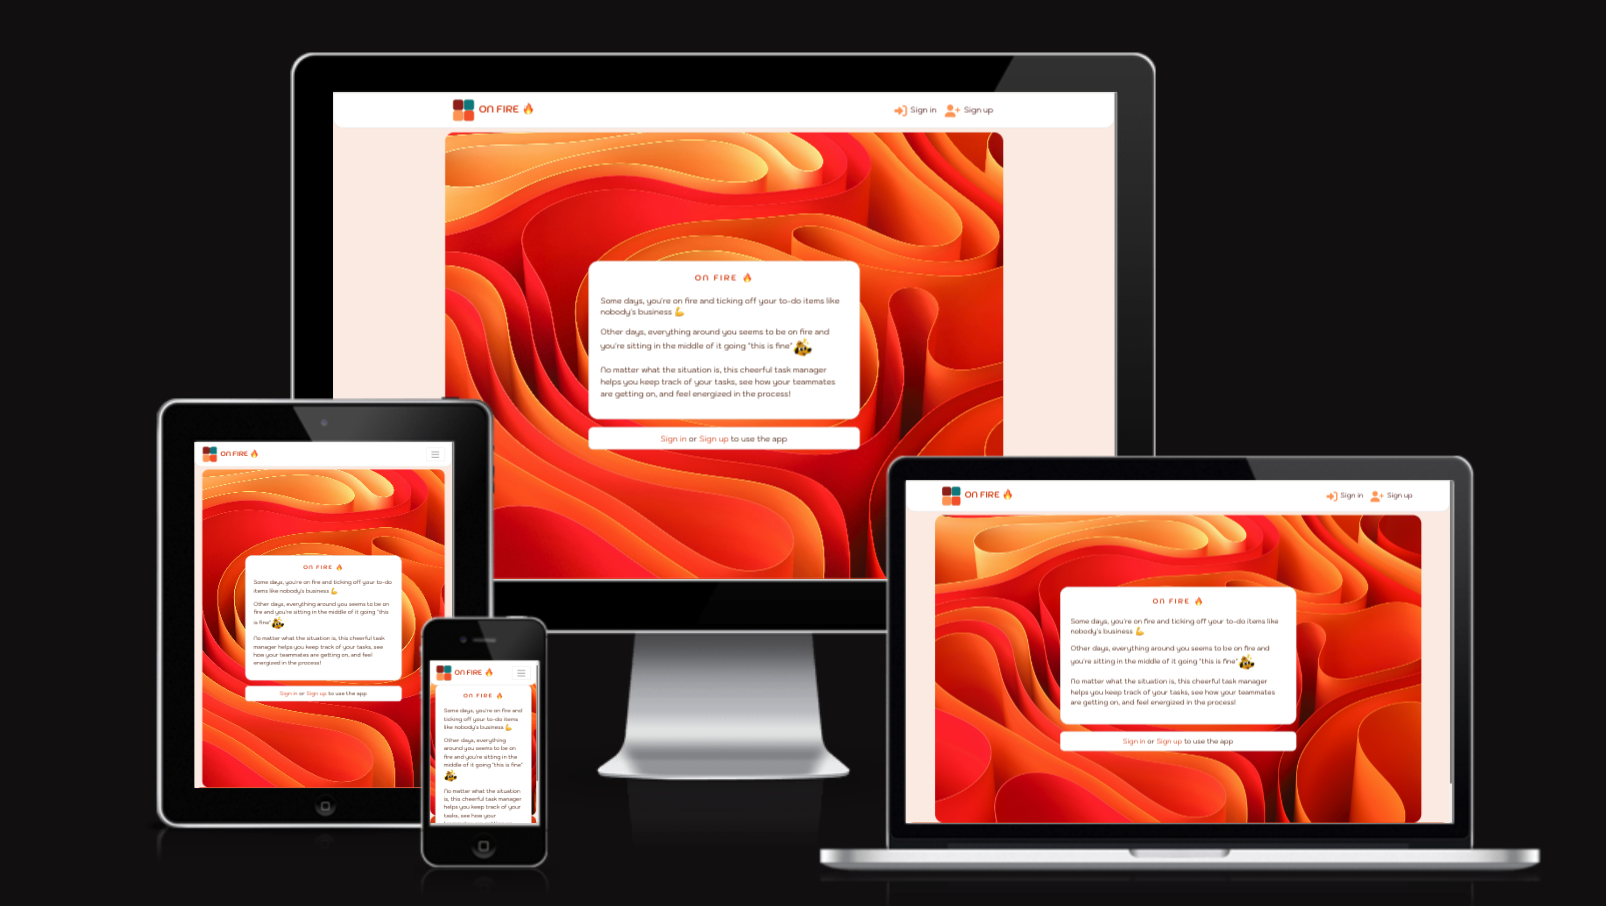 ON FIRE 🔥
Sign in
Sign up
ON FIRE 🔥
Some days, you're on fire and ticking off your to-do items like
nobody's business 💪
Other days, everything around you seems to be on fire and
you're sitting in the middle of it going "this is fine"
No matter what the situation is, this cheerful task manager
helps you keep track of your tasks, see how your teammates
are getting on, and feel energized in the process!
Sign in or Sign up to use the app
ON FIRE 🔥
ON FIRE 🔥
Some days, you're on fire and ticking off your to-do
items like nobody's business 💪
Other days, everything around you seems to be on
fire and you're sitting in the middle of it going "this
is fine"
No matter what the situation is, this cheerful task
manager helps you keep track of your tasks, see
how your teammates are getting on, and feel
energized in the process!
Sign in or Sign up to use the app
ON FIRE 🔥
ON FIRE 🔥
Some days, you're on fire and
ticking off your to-do items
like nobody's business 💪
Other days, everything
around you seems to be on
fire and you're sitting in the
middle of it going "this is fine"
No matter what the situation
is, this cheerful task manager
helps you keep track of your
tasks, see how your
ON FIRE 🔥
Sign in
Sign up
ON FIRE 🔥
Some days, you're on fire and ticking off your to-do items like
nobody's business 💪
Other days, everything around you seems to be on fire and
you're sitting in the middle of it going "this is fine"
No matter what the situation is, this cheerful task manager
helps you keep track of your tasks, see how your teammates
are getting on, and feel energized in the process!
Sign in or Sign up to use the app